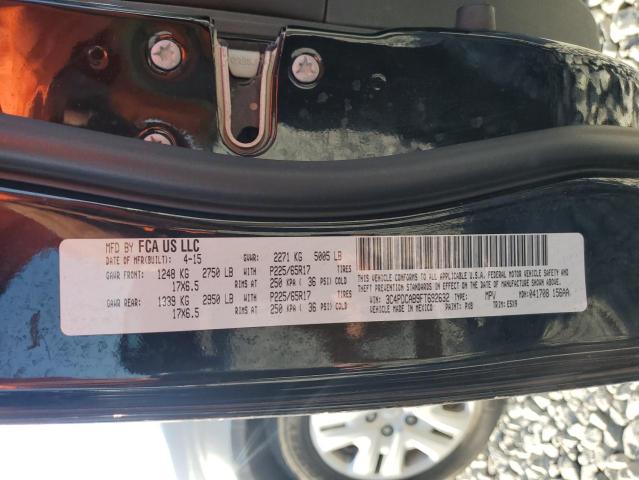 MFD BY FCA US LLC
DATE OF MFR(BUILT): 4-15 GVWR: 2271 KG 5005 LB
GAWR FRONT: 1248 KG 2750 LB WITH P225/65R17 TIRES
17X6.5 RIMS AT 250 KPA ( 36 PSI) COLD
GAWR REAR: 1339 KG 2950 LB WITH P225/65R17 TIRES
17X6.5 RIMS AT 250 KPA ( 36 PSI) COLD
THIS VEHICLE CONFORMS TO ALL APPLICABLE U.S.A. FEDERAL MOTOR VEHICLE SAFETY AND
THEFT PREVENTION STANDARDS IN EFFECT ON THE DATE OF MANUFACTURE SHOWN ABOVE.
VIN: 3C4PDCAB9FT692632 TYPE: MPV MDH: 041708 156AA
VEHICLE MADE IN MEXICO PAINT: PXB TRIM: E5X9